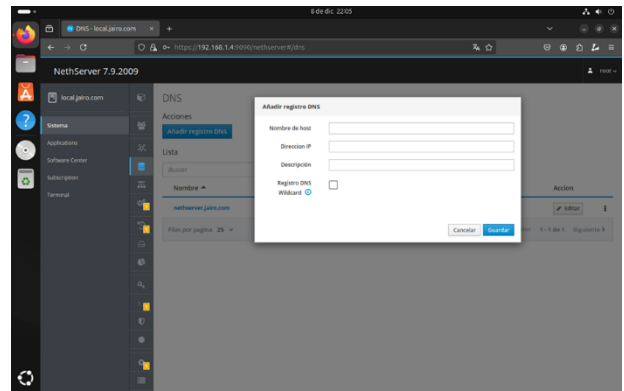 8 de dic 22:05
DNS - local.jairo.com
https://192.168.1.4:9090/nethserver#/dns
NethServer 7.9.2009
root
local.jairo.com
Sistema
Applications
Software Center
Subscription
Terminal
DNS
Acciones
Añadir registro DNS
Lista
Buscar
Nombre
Accion
nethserver.jairo.com
Editar
Filas por pagina 25
1-1 de 1 Siguiente
Añadir registro DNS
Nombre de host
Direccion IP
Descripción
Registro DNS
Wildcard
Cancelar Guardar